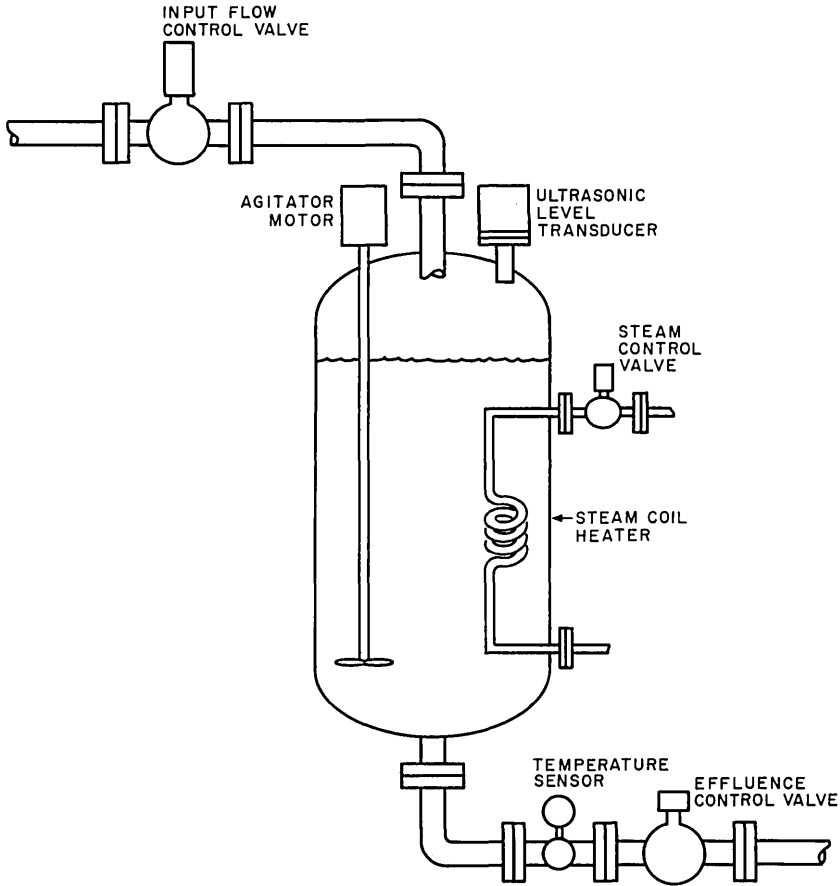 INPUT FLOW
CONTROL VALVE
AGITATOR
MOTOR
ULTRASONIC
LEVEL
TRANSDUCER
STEAM
CONTROL
VALVE
STEAM COIL
HEATER
TEMPERATURE
SENSOR
EFFLUENCE
CONTROL VALVE